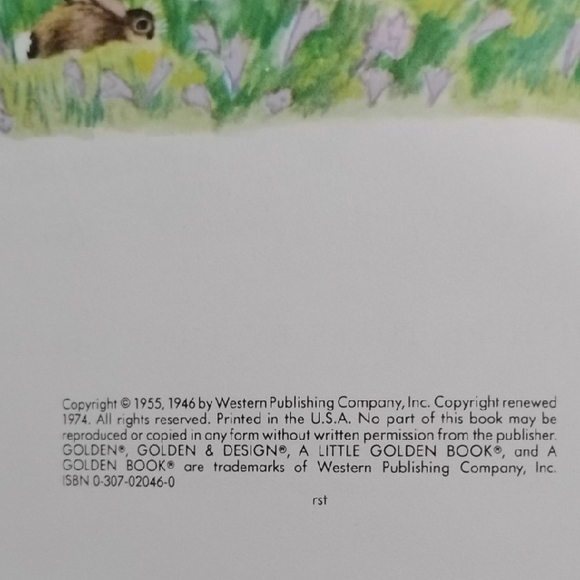 Copyright © 1955, 1946 by Western Publishing Company, Inc. Copyright renewed
1974. All rights reserved. Printed in the U.S.A. No part of this book may be
reproduced or copied in any form without written permission from the publisher.
GOLDEN®, GOLDEN & DESIGN®, A LITTLE GOLDEN BOOK®, and A
GOLDEN BOOK® are trademarks of Western Publishing Company, Inc.
ISBN 0-307-02046-0
rst